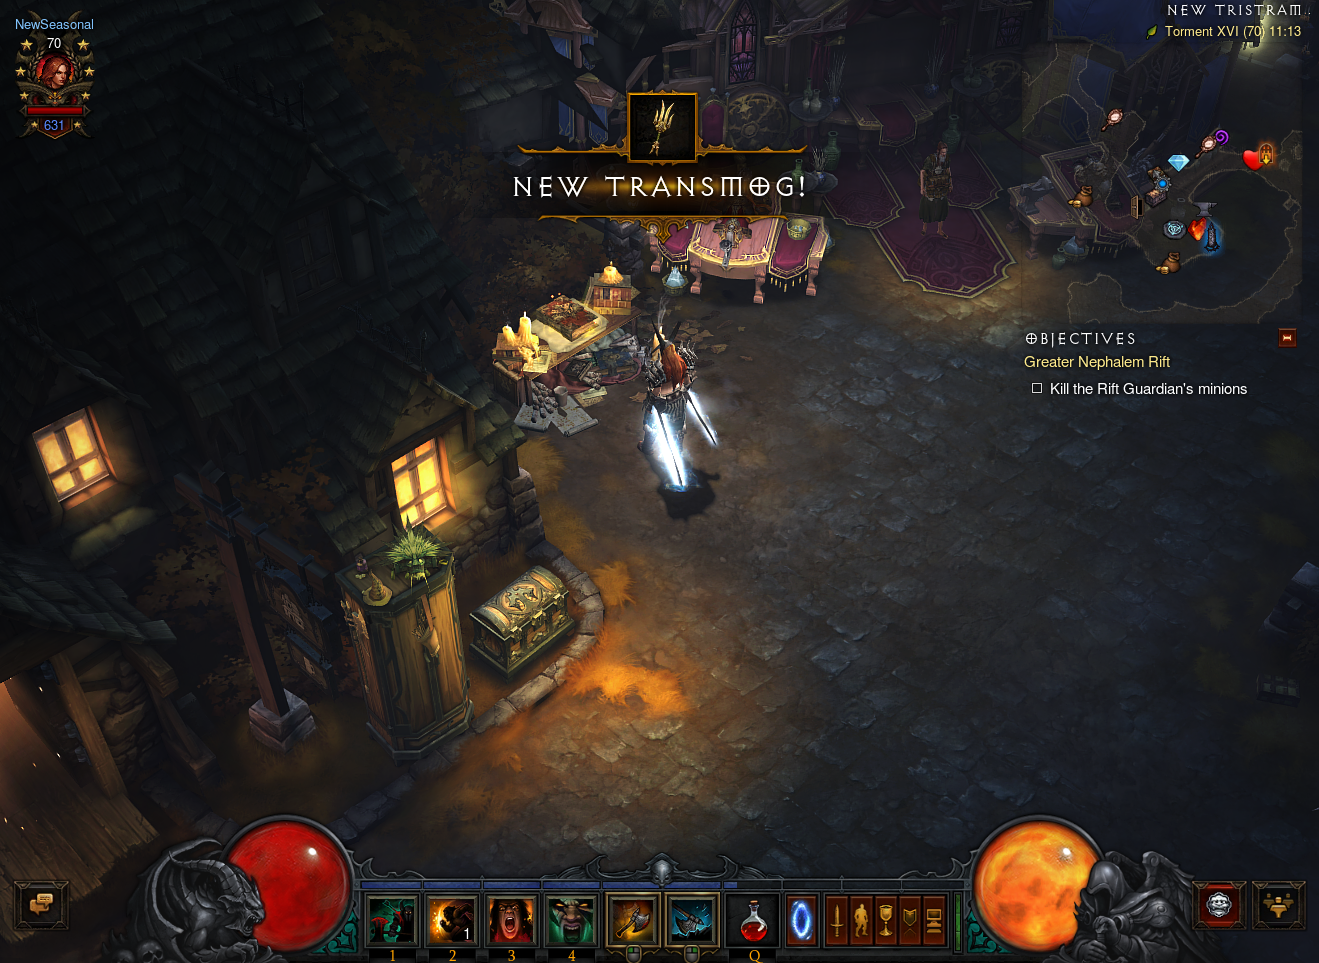 NewSeasonal
70
631
NEW TRISTRAM..
Torment XVI (70) 11:13
NEW TRANSMOG!
OBJECTIVES
Greater Nephalem Rift
Kill the Rift Guardian's minions
1
1 2 3 4 Q